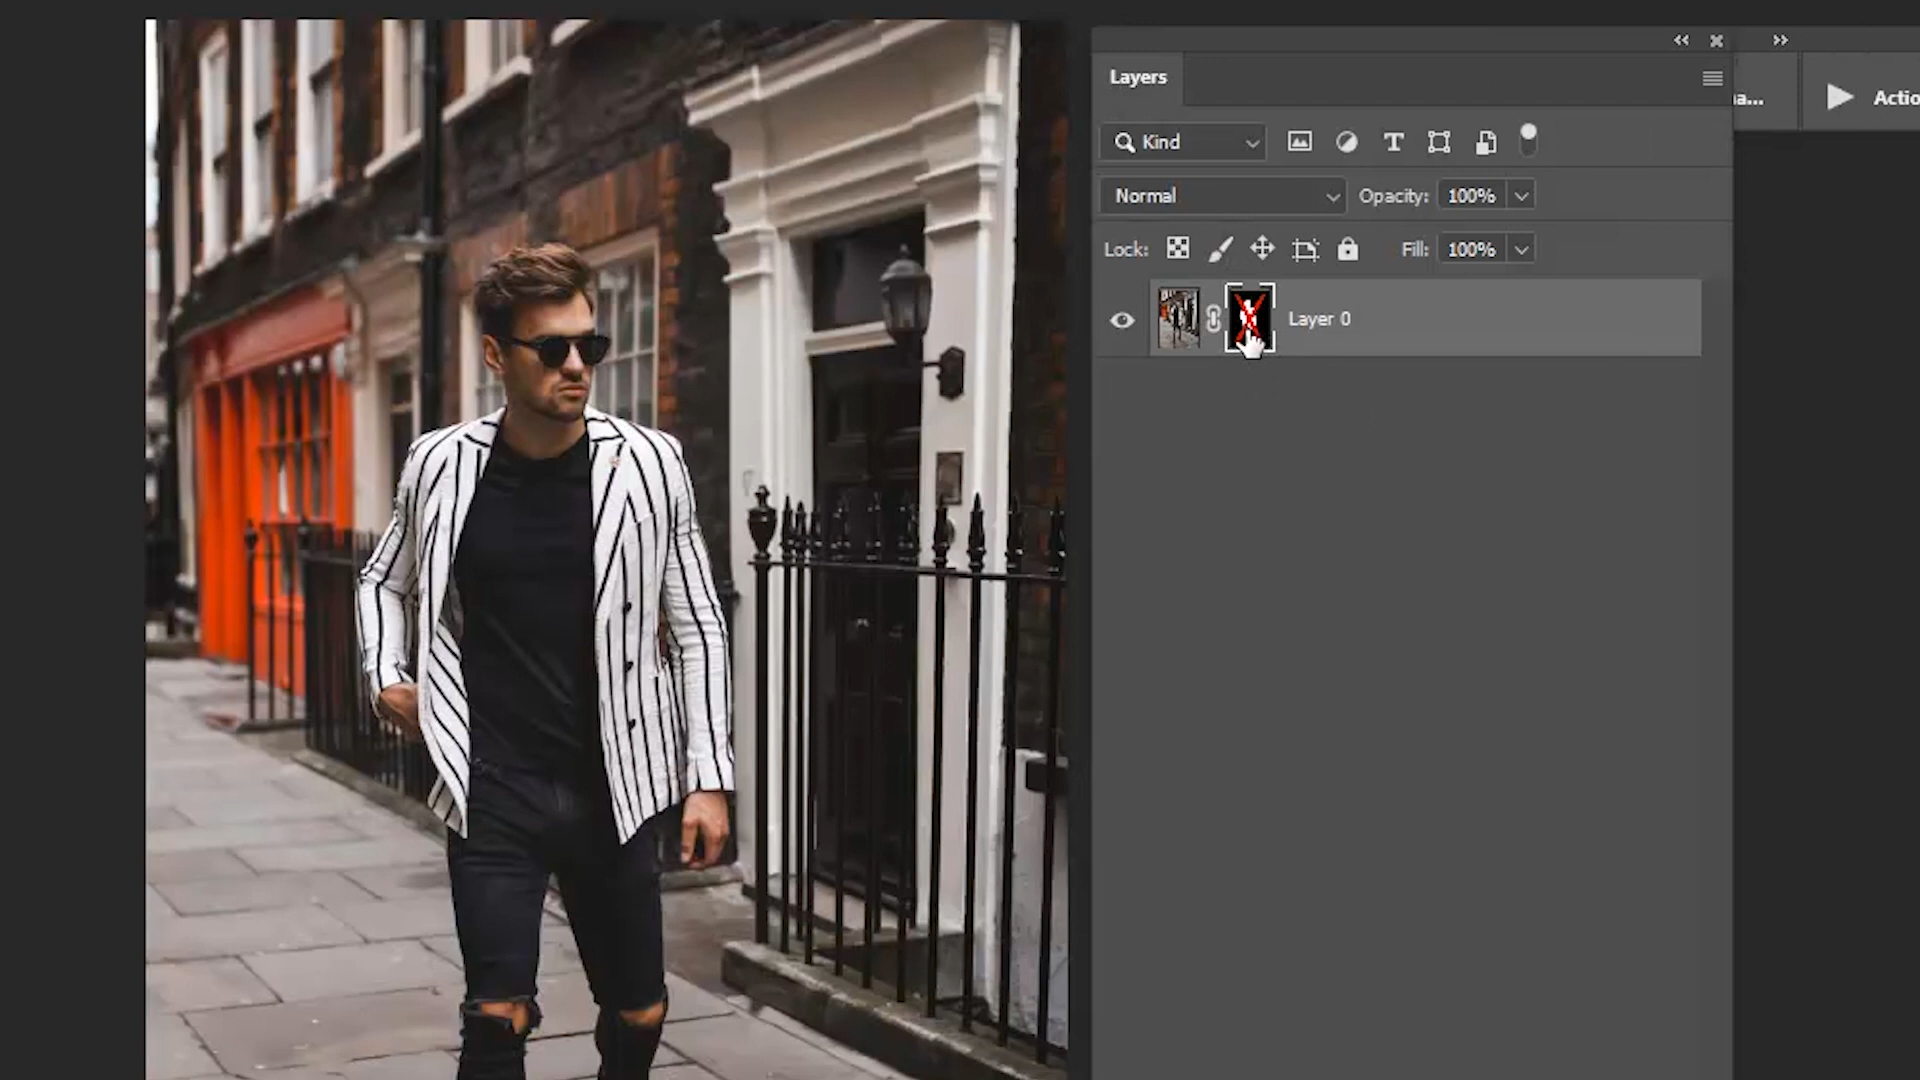 Layers
a...
Actio
Kind
Normal
Opacity: 100%
Lock:
Fill: 100%
Layer 0